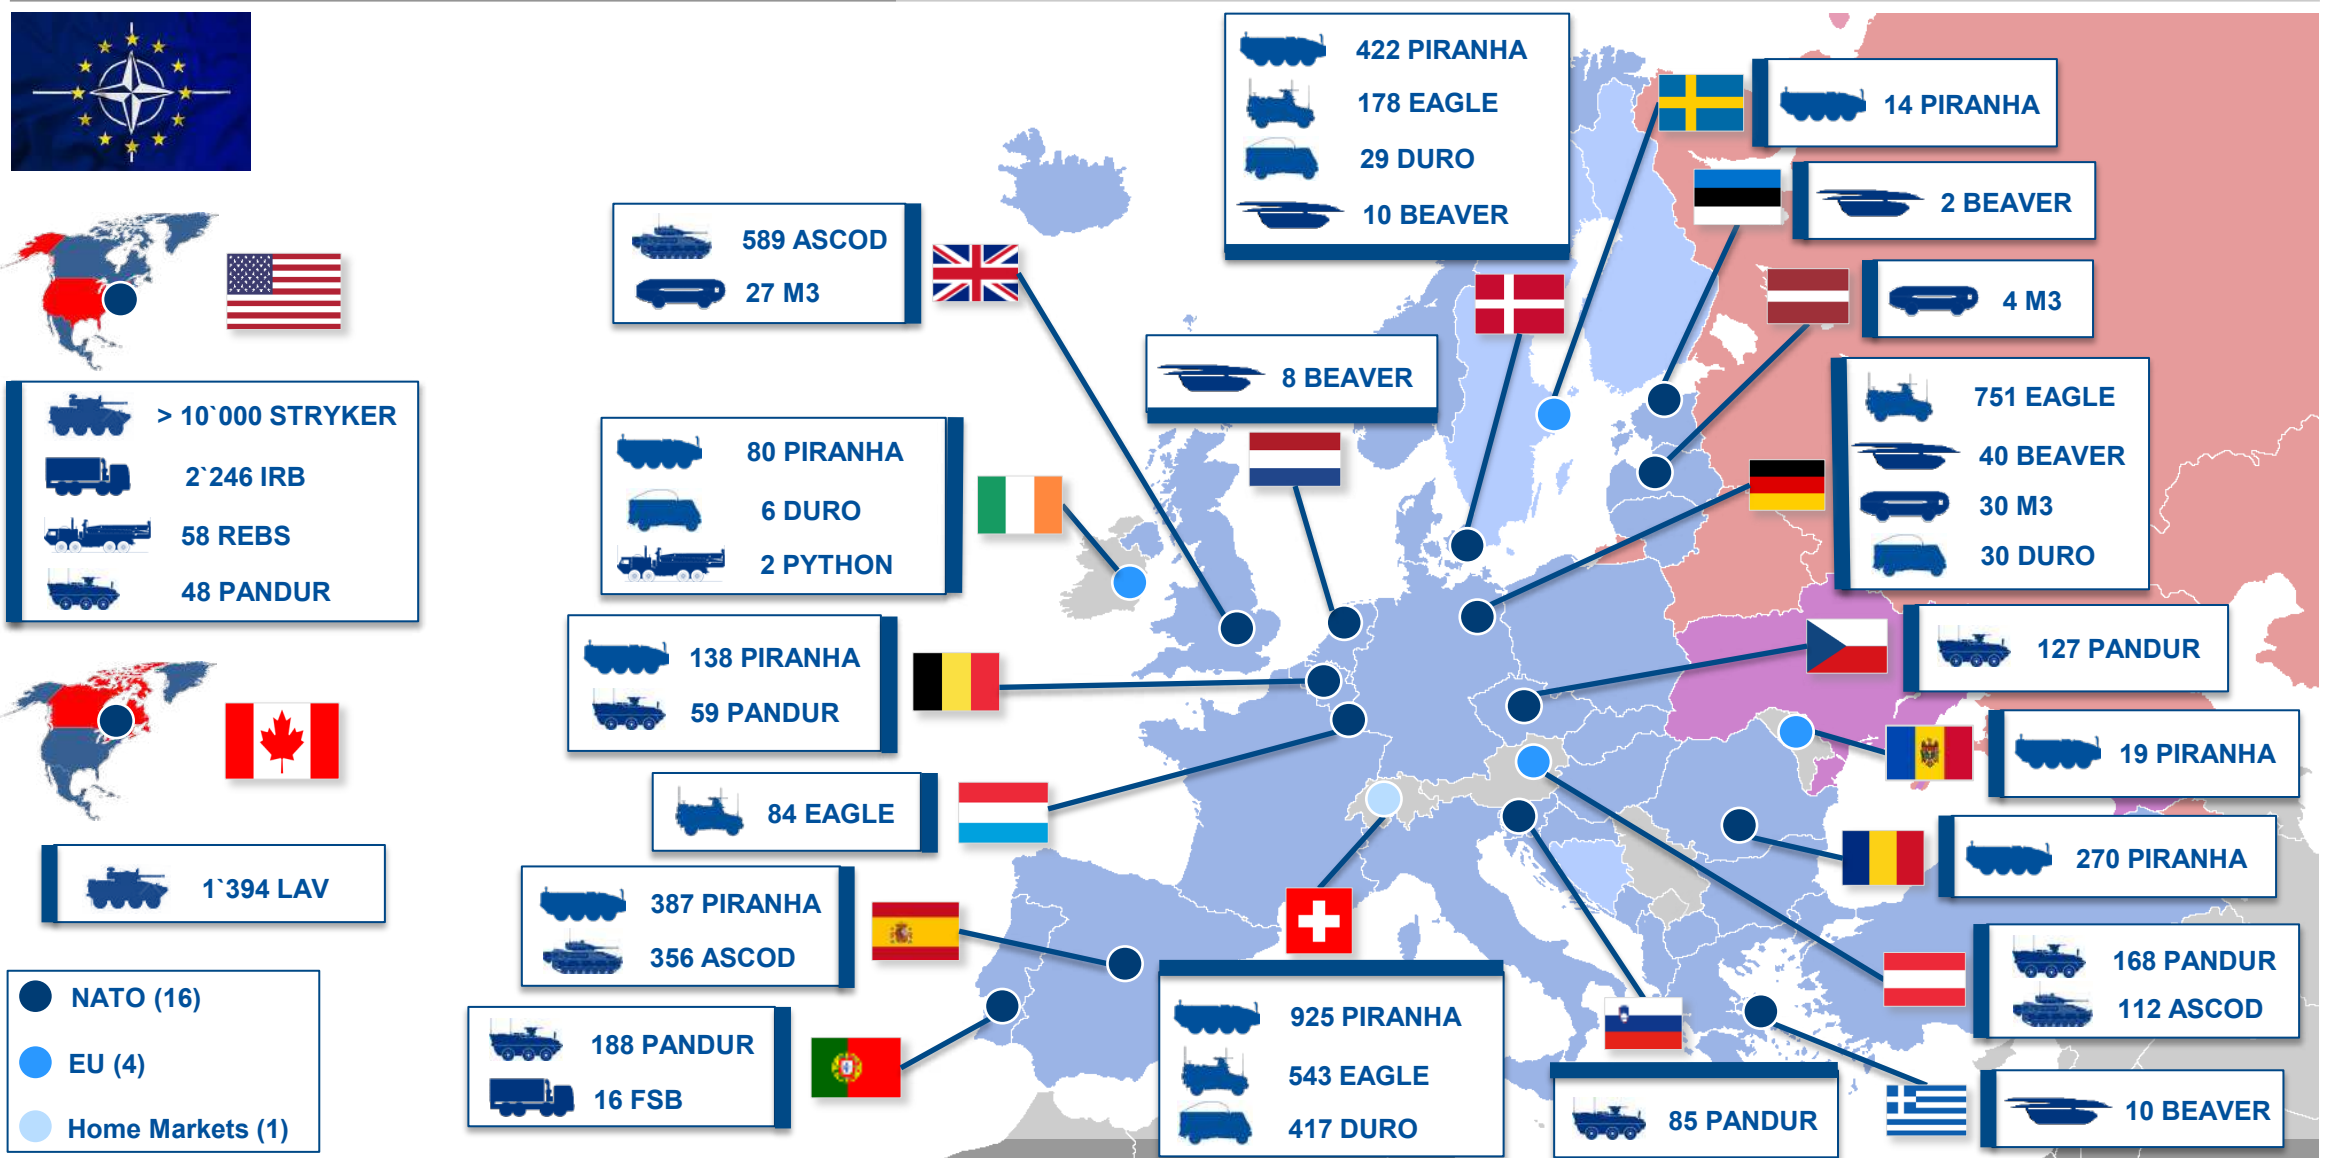 > 10`000 STRYKER
2`246 IRB
58 REBS
48 PANDUR
1`394 LAV
NATO (16)
EU (4)
Home Markets (1)
589 ASCOD
27 M3
80 PIRANHA
6 DURO
2 PYTHON
138 PIRANHA
59 PANDUR
84 EAGLE
387 PIRANHA
356 ASCOD
188 PANDUR
16 FSB
422 PIRANHA
178 EAGLE
29 DURO
10 BEAVER
8 BEAVER
925 PIRANHA
543 EAGLE
417 DURO
85 PANDUR
14 PIRANHA
2 BEAVER
4 M3
751 EAGLE
40 BEAVER
30 M3
30 DURO
127 PANDUR
19 PIRANHA
270 PIRANHA
168 PANDUR
112 ASCOD
10 BEAVER